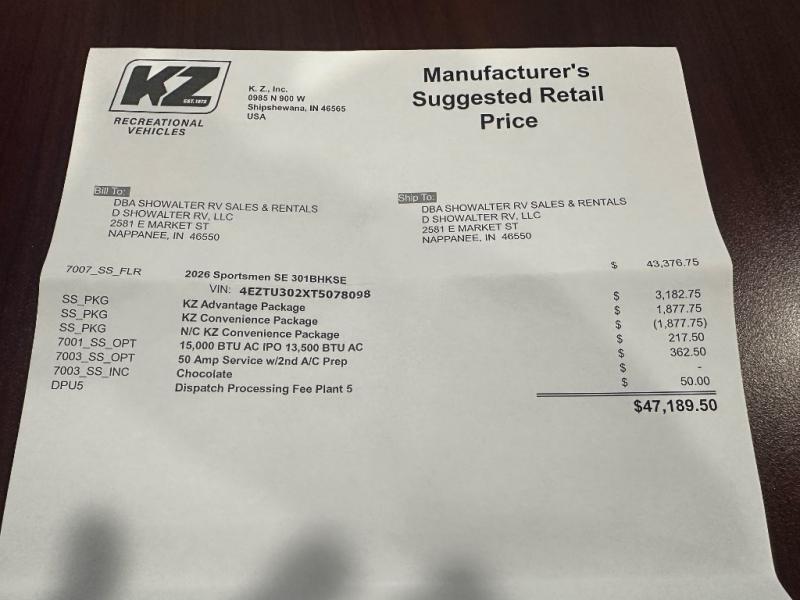 KZ
EST. 1972
RECREATIONAL
VEHICLES
K. Z., Inc.
0985 N 900 W
Shipshewana, IN 46565
USA
Manufacturer's
Suggested Retail
Price
Bill To:
DBA SHOWALTER RV SALES & RENTALS
D SHOWALTER RV, LLC
2581 E MARKET ST
NAPPANEE, IN 46550
Ship To:
DBA SHOWALTER RV SALES & RENTALS
D SHOWALTER RV, LLC
2581 E MARKET ST
NAPPANEE, IN 46550
7007_SS_FLR 2026 Sportsmen SE 301BHKSE $ 43,376.75
VIN: 4EZTU302XT5078098
SS_PKG KZ Advantage Package $ 3,182.75
SS_PKG KZ Convenience Package $ 1,877.75
SS_PKG N/C KZ Convenience Package $ (1,877.75)
7001_SS_OPT 15,000 BTU AC IPO 13,500 BTU AC $ 217.50
7003_SS_OPT 50 Amp Service w/2nd A/C Prep $ 362.50
7003_SS_INC Chocolate $ -
DPU5 Dispatch Processing Fee Plant 5 $ 50.00
$47,189.50